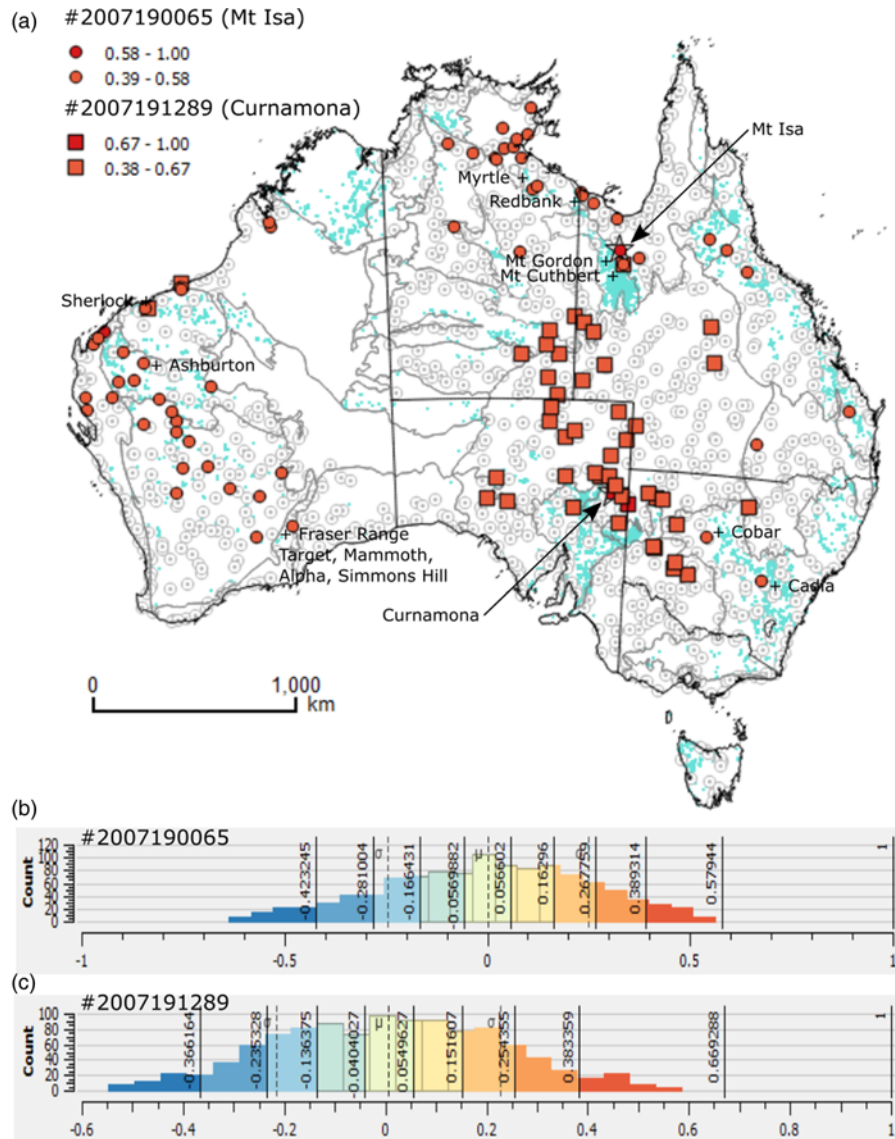 (a)
#2007190065 (Mt Isa)
0.58 - 1.00
0.39 - 0.58
#2007191289 (Curnamona)
0.67 - 1.00
0.38 - 0.67
Mt Isa
Myrtle +
Redbank +
Mt Gordon +
Mt Cuthbert +
Sherlock +
+ Ashburton
+ Fraser Range
Target, Mammoth,
Alpha, Simmons Hill
+ Cobar
+ Cadia
Curnamona
0 1,000
km
(b)
#2007190065
Count
120
100
80
60
40
20
0
-0.423245
-0.281004
σ
-0.166431
-0.0569882
μ
0.056602
0.16296
σ
0.267759
0.389314
0.57944
1
-1 -0.5 0 0.5 1
(c)
#2007191289
Count
100
80
60
40
20
0
-0.366164
-0.235328
σ
-0.136375
-0.0404027
μ
0.0549627
0.151607
σ
0.254355
0.383359
0.669288
1
-0.6 -0.4 -0.2 0 0.2 0.4 0.6 0.8 1